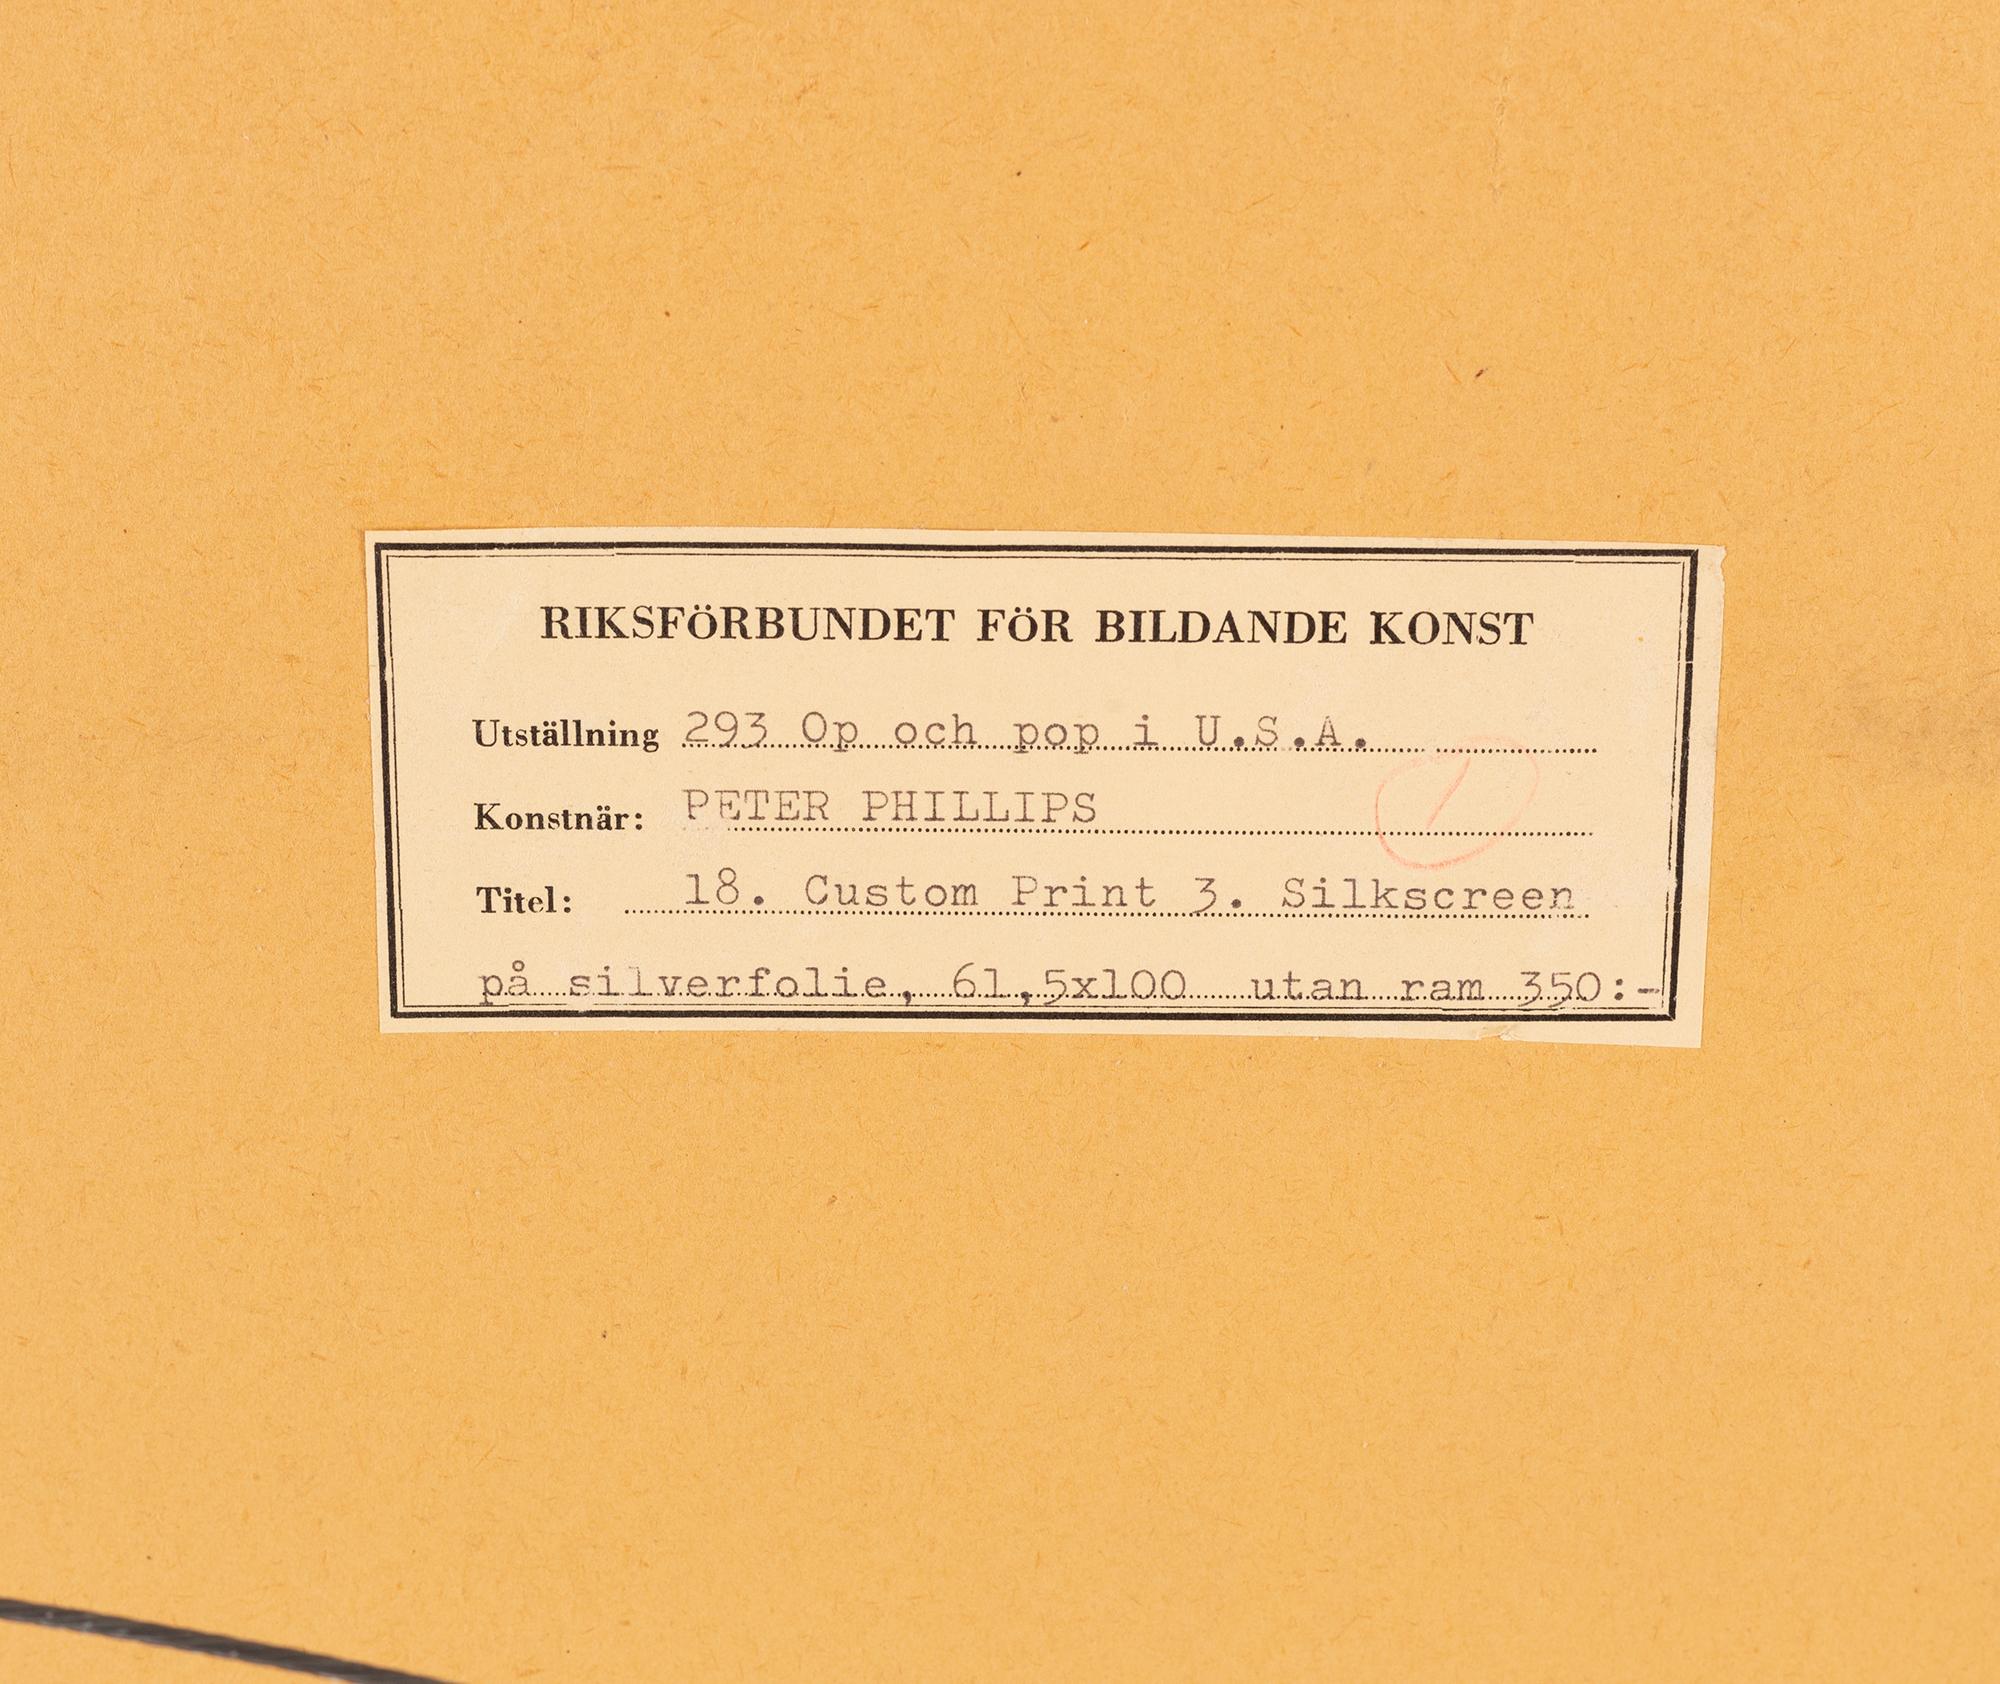 RIKSFÖRBUNDET FÖR BILDANDE KONST
Utställning 293 Op och pop i U.S.A.
Konstnär: PETER PHILLIPS
Titel: 18. Custom Print 3. Silkscreen
på silverfolie, 61,5x100 utan ram 350:-